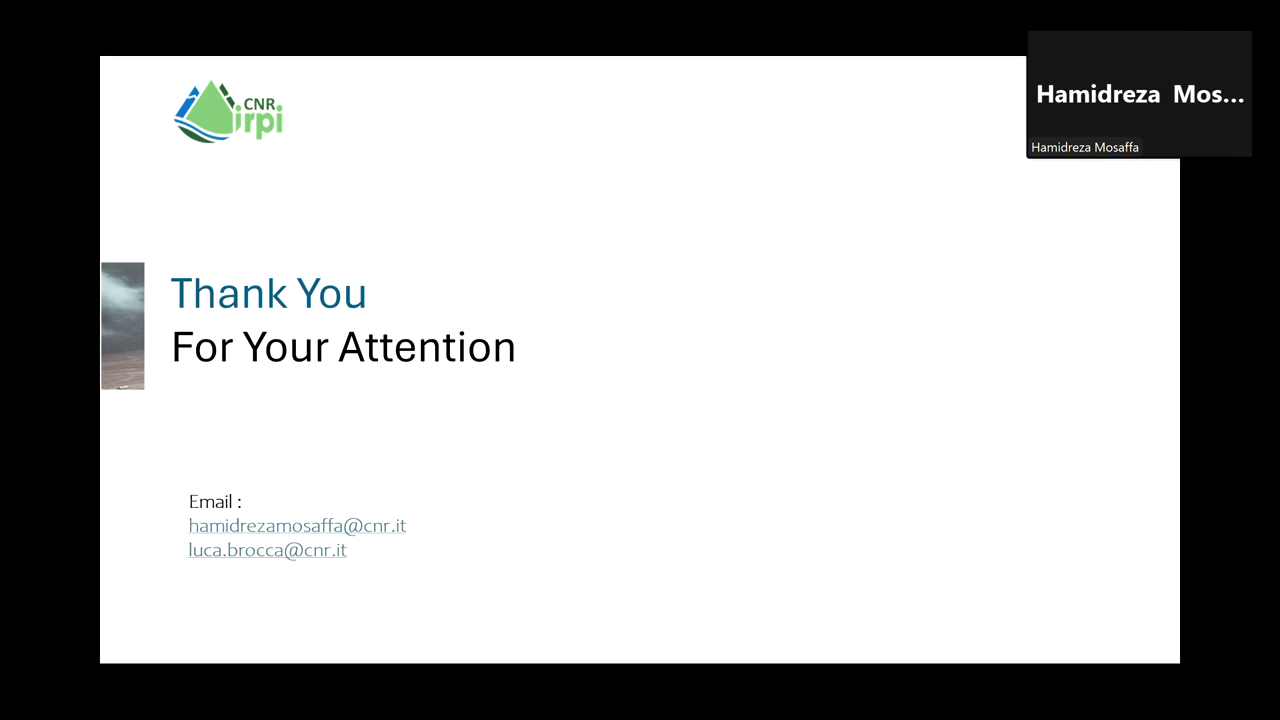 CNR
irpi
Hamidreza Mos...
Hamidreza Mosaffa
Thank You
For Your Attention
Email :
hamidrezamosaffa@cnr.it
luca.brocca@cnr.it